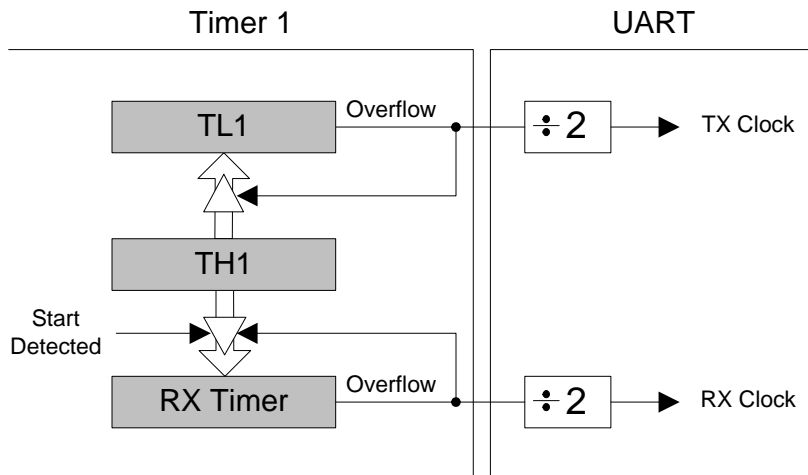 Timer 1
UART
TL1
Overflow
÷ 2
TX Clock
TH1
Start
Detected
RX Timer
Overflow
÷ 2
RX Clock